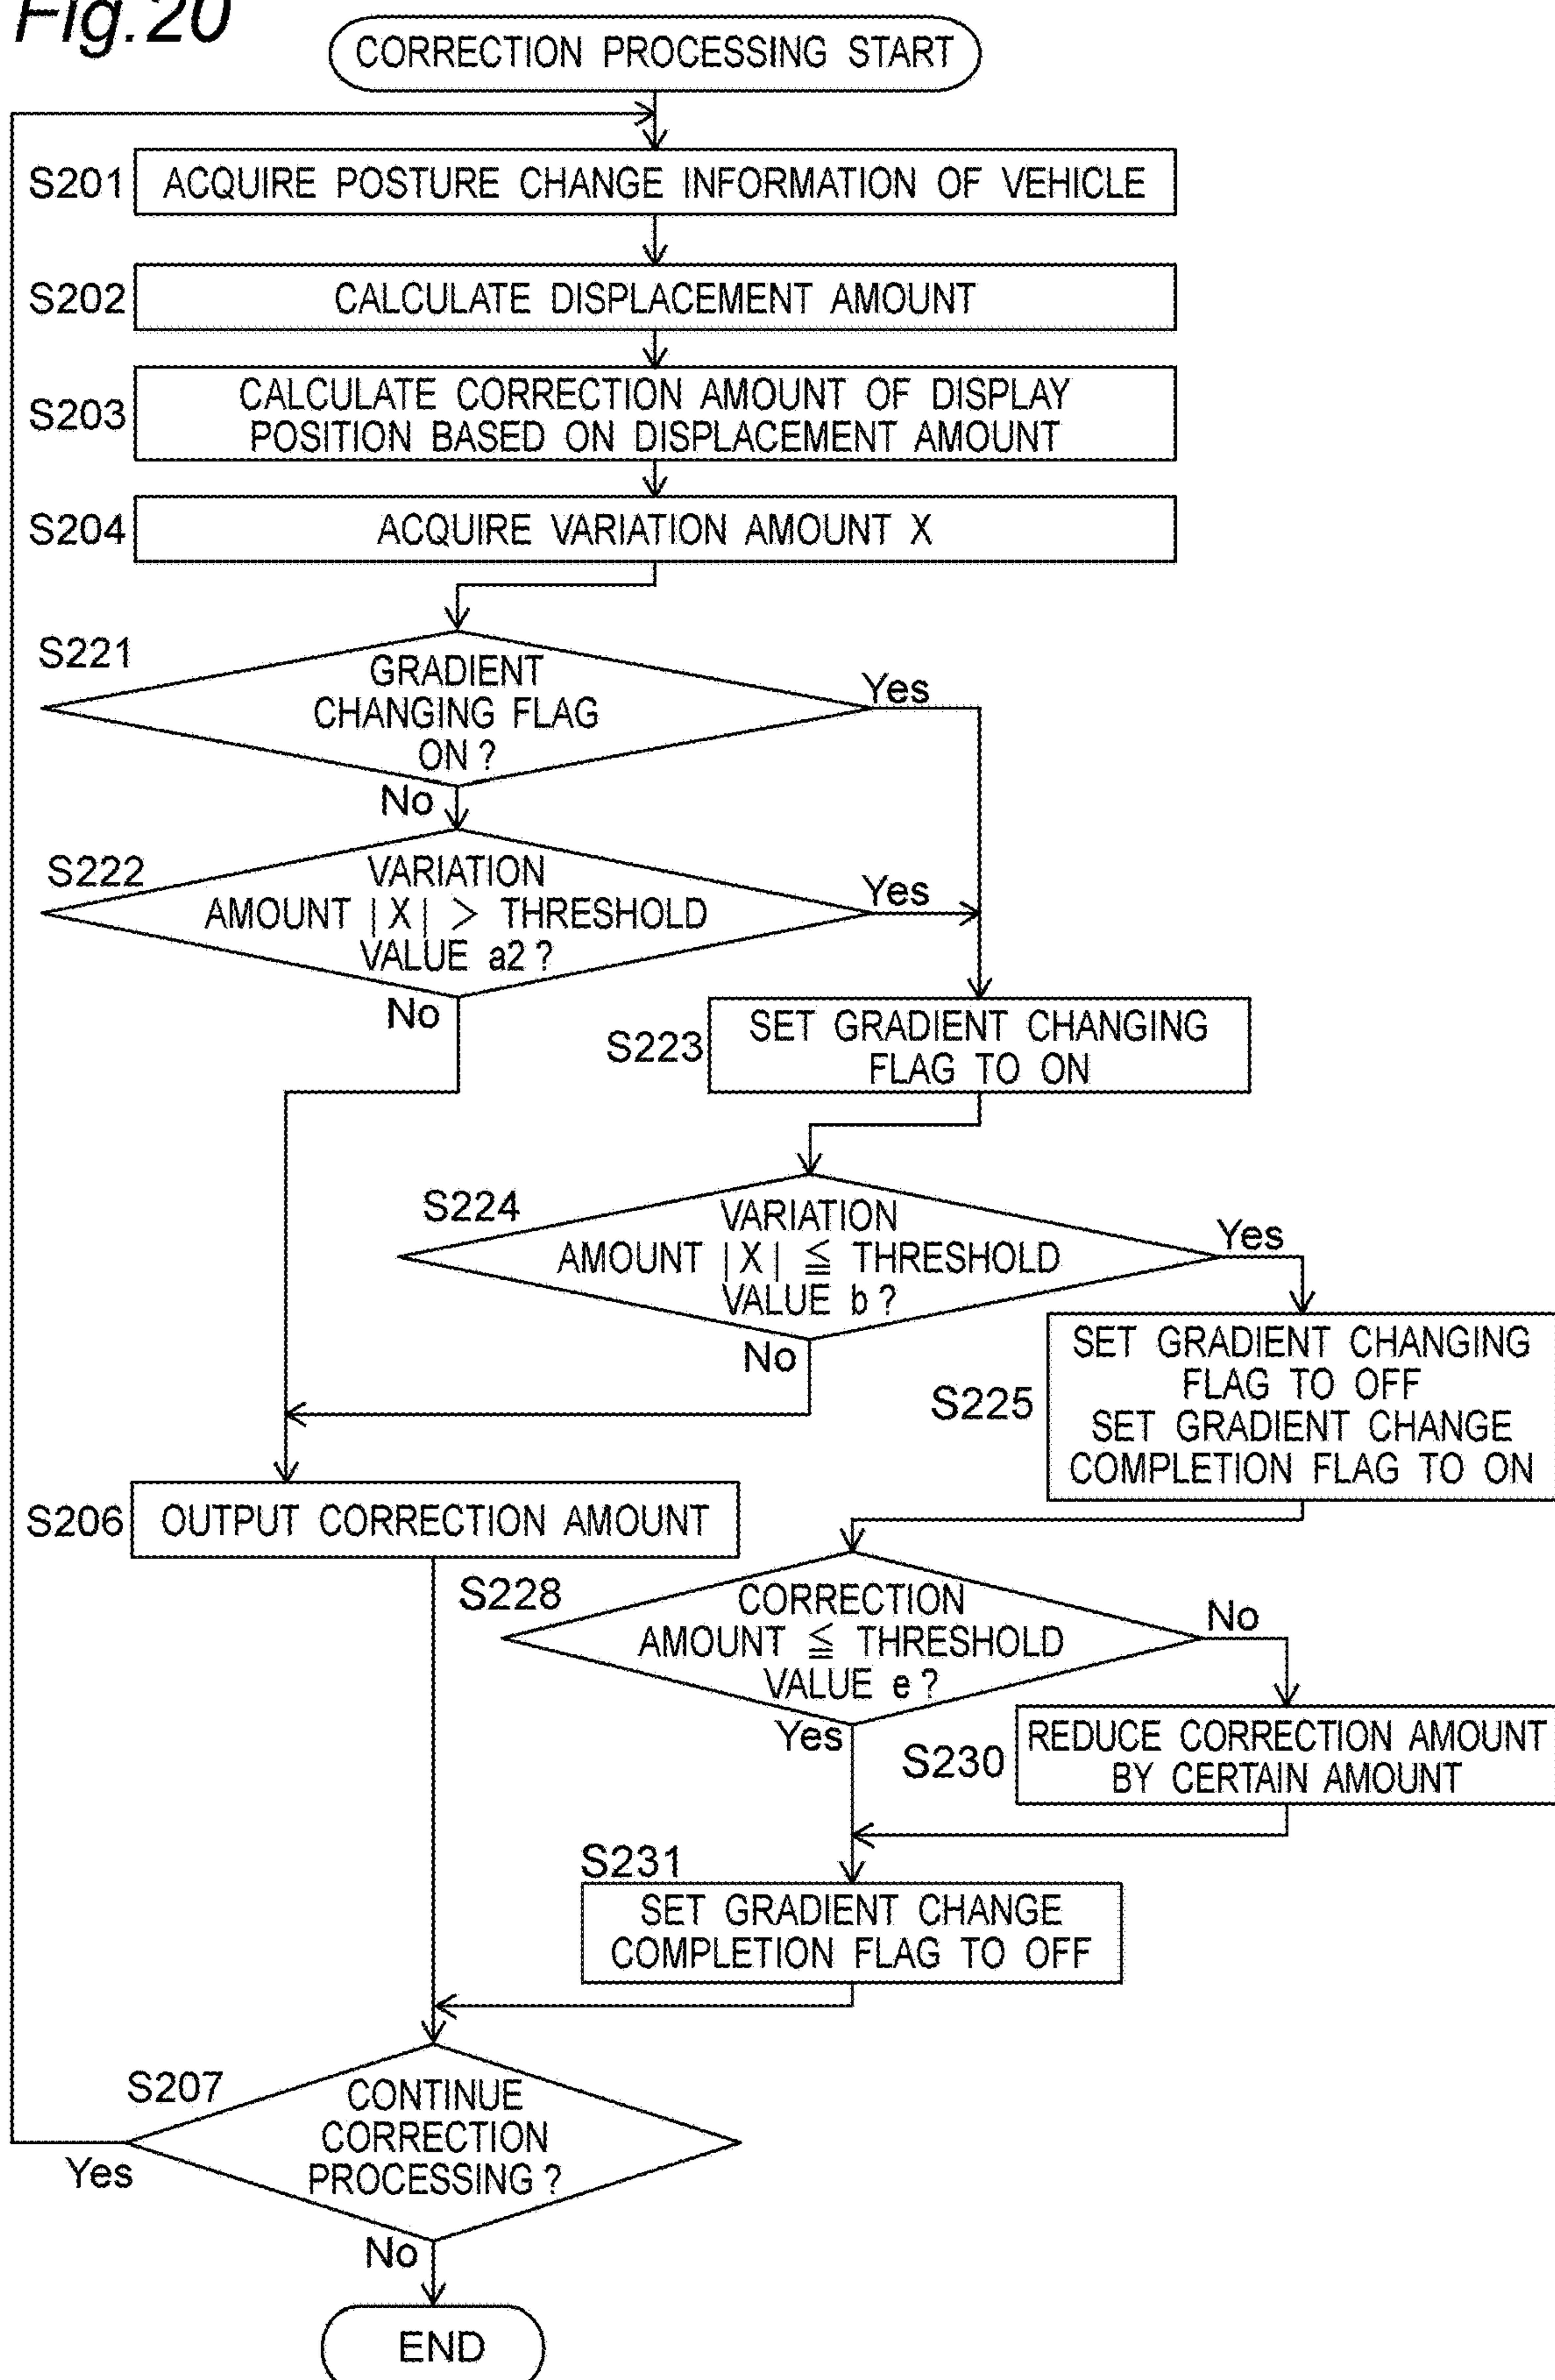 Fig.20
CORRECTION PROCESSING START
S201
ACQUIRE POSTURE CHANGE INFORMATION OF VEHICLE
S202
CALCULATE DISPLACEMENT AMOUNT
S203
CALCULATE CORRECTION AMOUNT OF DISPLAY
POSITION BASED ON DISPLACEMENT AMOUNT
S204
ACQUIRE VARIATION AMOUNT X
S221
GRADIENT
CHANGING FLAG
ON ?
Yes
No
S222
VARIATION
AMOUNT | X | > THRESHOLD
VALUE a2 ?
Yes
No
S223
SET GRADIENT CHANGING
FLAG TO ON
S224
VARIATION
AMOUNT | X | ≦ THRESHOLD
VALUE b ?
Yes
No
S225
SET GRADIENT CHANGING
FLAG TO OFF
SET GRADIENT CHANGE
COMPLETION FLAG TO ON
S206
OUTPUT CORRECTION AMOUNT
S228
CORRECTION
AMOUNT ≦ THRESHOLD
VALUE e ?
No
Yes
S230
REDUCE CORRECTION AMOUNT
BY CERTAIN AMOUNT
S231
SET GRADIENT CHANGE
COMPLETION FLAG TO OFF
S207
CONTINUE
CORRECTION
PROCESSING ?
Yes
No
END